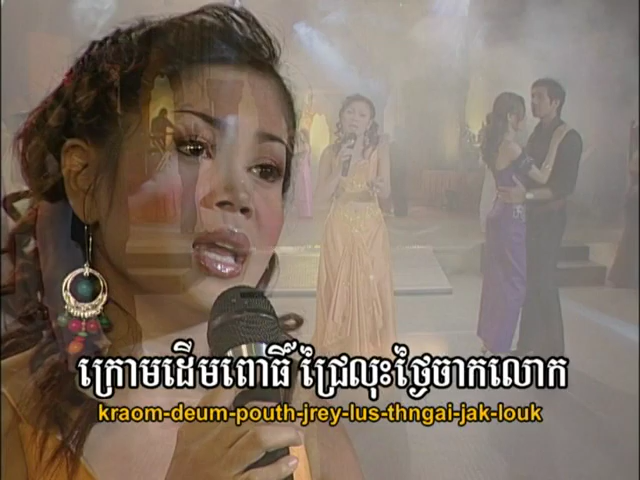 ក្រោមដើមពោធិ៍ ជ្រៃលុះថ្ងៃចាកលោក
kraom-deum-pouth-jrey-lus-thngai-jak-louk